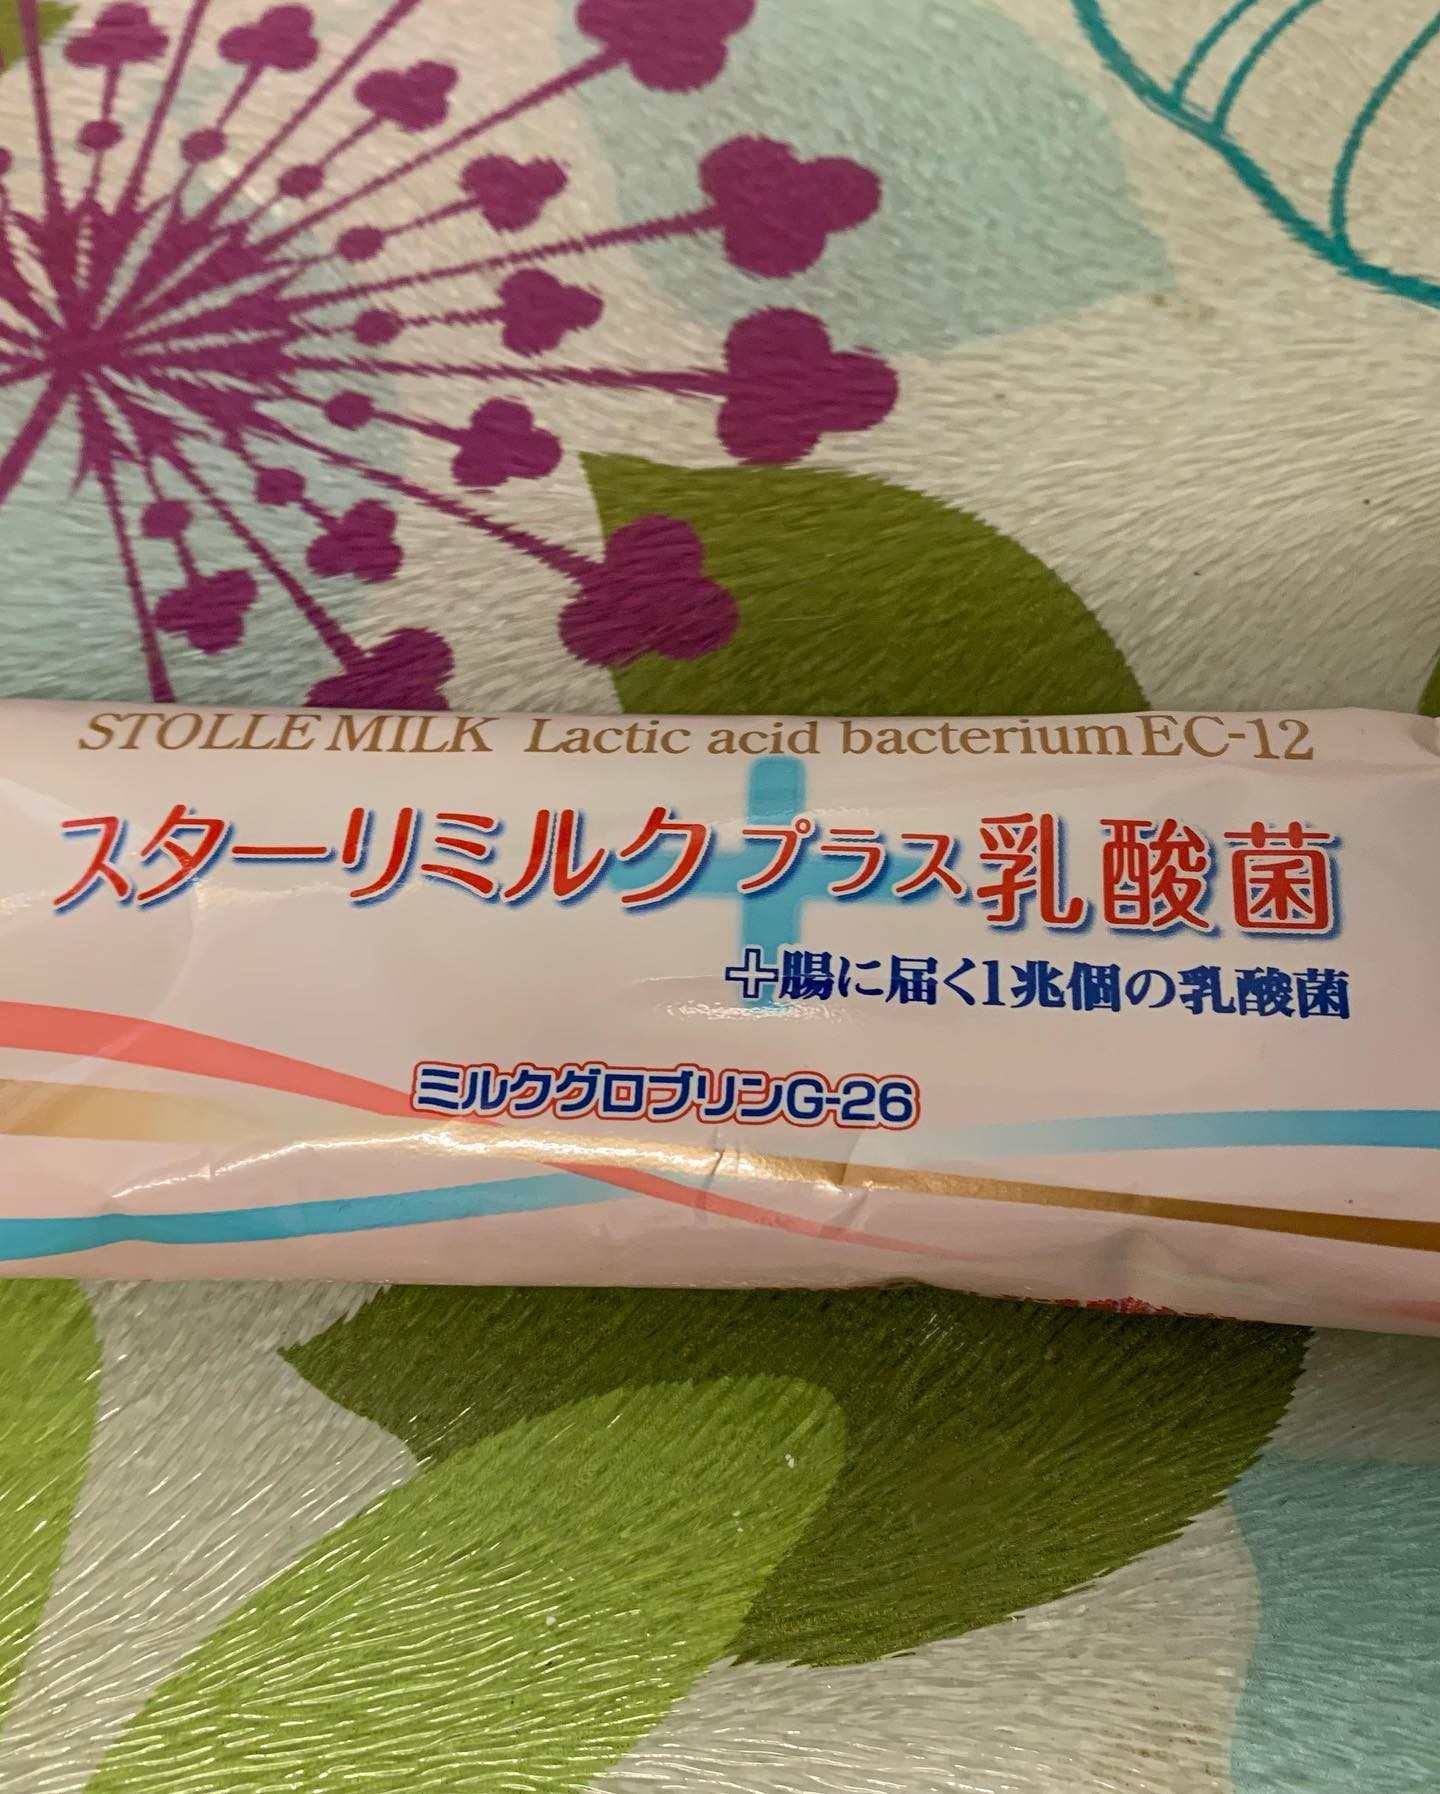 STOLLE MILK Lactic acid bacterium EC-12
スターリミルクプラス乳酸菌
+腸に届く1兆個の乳酸菌
ミルクグロブリンG-26